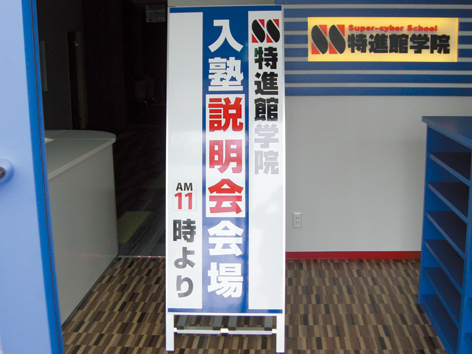 特進館学院
入塾説明会会場
AM
11
時より
Super-cyber School
特進館学院